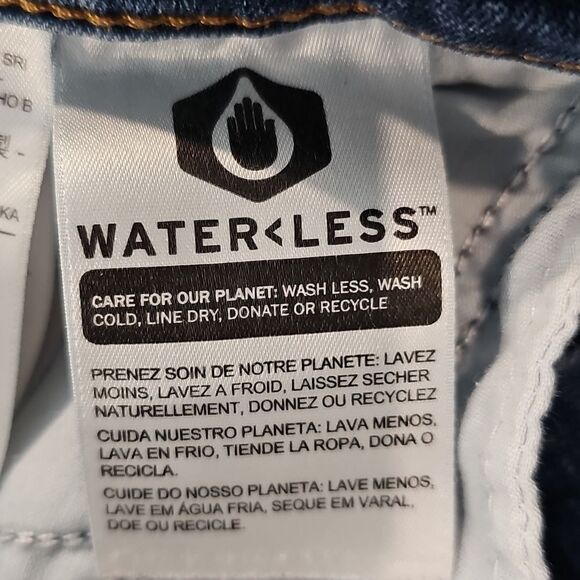 SRI
HO B
KA
WATER<LESS™
CARE FOR OUR PLANET: WASH LESS, WASH
COLD, LINE DRY, DONATE OR RECYCLE
PRENEZ SOIN DE NOTRE PLANETE: LAVEZ
MOINS, LAVEZ A FROID, LAISSEZ SECHER
NATURELLEMENT, DONNEZ OU RECYCLEZ
CUIDA NUESTRO PLANETA: LAVA MENOS,
LAVA EN FRIO, TIENDE LA ROPA, DONA O
RECICLA.
CUIDE DO NOSSO PLANETA: LAVE MENOS,
LAVE EM ÁGUA FRIA, SEQUE EM VARAL,
DOE OU RECICLE.